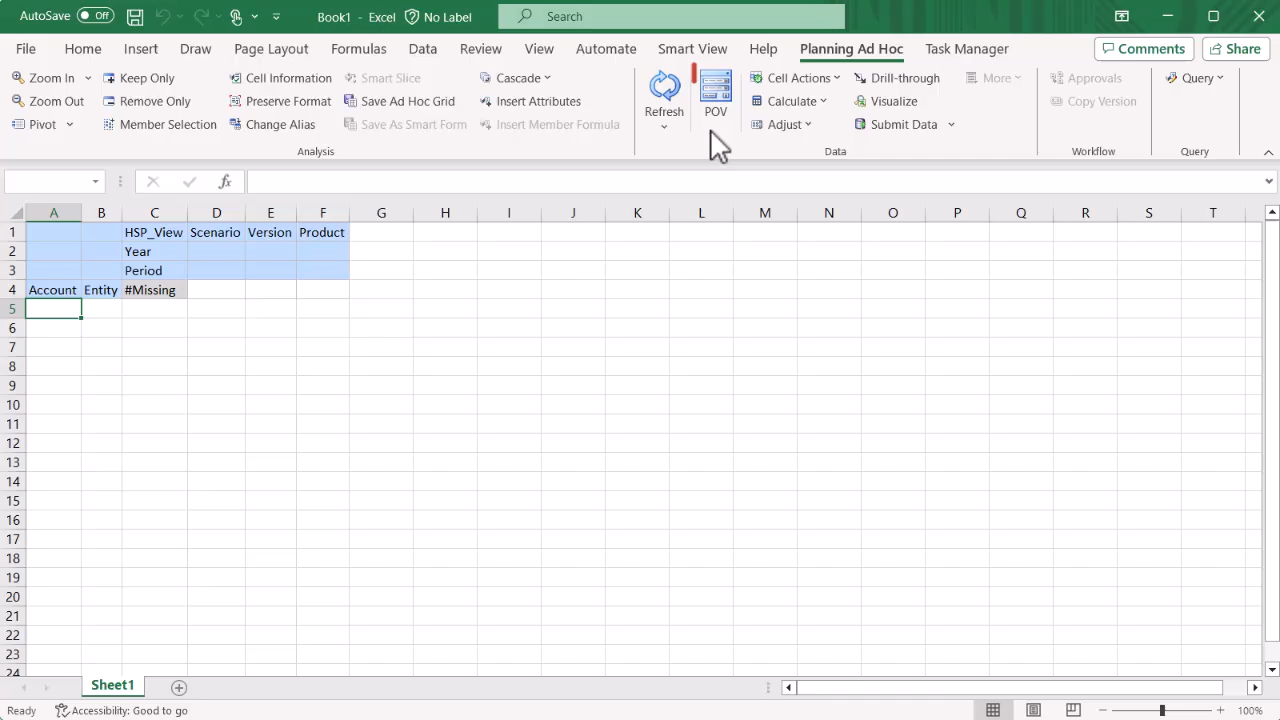 AutoSave Off Book1 - Excel No Label Search
File Home Insert Draw Page Layout Formulas Data Review View Automate Smart View Help Planning Ad Hoc Task Manager Comments Share
Zoom In Keep Only Cell Information Smart Slice Cascade Refresh POV Cell Actions Drill-through More Approvals Query
Zoom Out Remove Only Preserve Format Save Ad Hoc Grid Insert Attributes Calculate Visualize Copy Version
Pivot Member Selection Change Alias Save As Smart Form Insert Member Formula Adjust Submit Data
Analysis Data Workflow Query
fx
A B C D E F G H I J K L M N O P Q R S T
1 HSP_View Scenario Version Product
2 Year
3 Period
4 Account Entity #Missing
5
6
7
8
9
10
11
12
13
14
15
16
17
18
19
20
21
22
23
24
Sheet1
Ready Accessibility: Good to go 100%